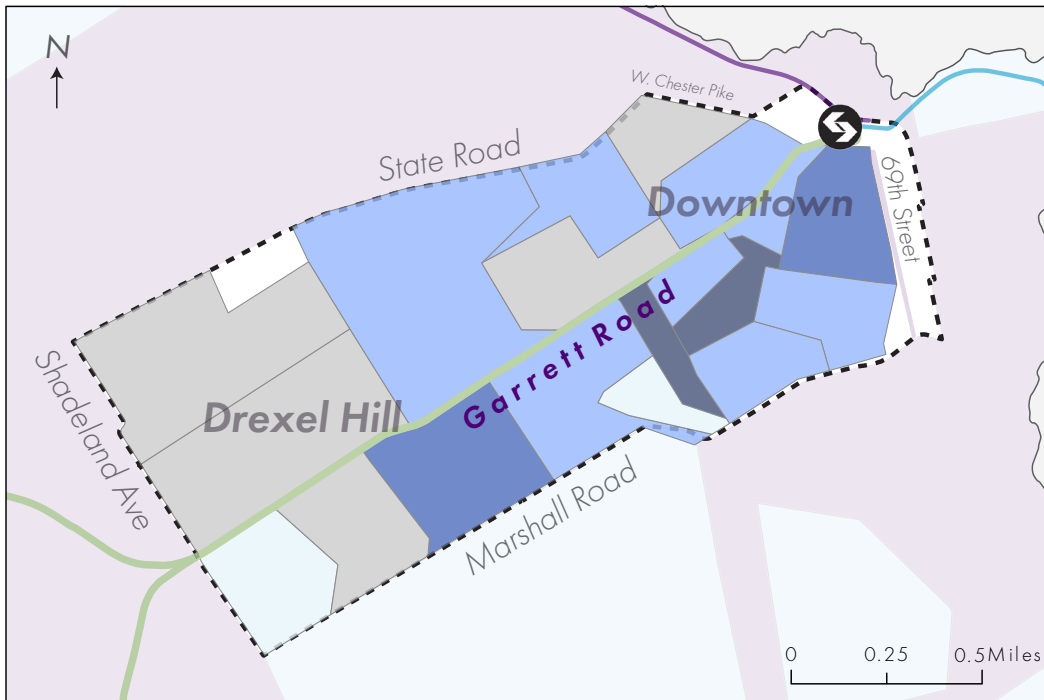 N
W. Chester Pike
State Road
69th Street
Downtown
Garrett Road
Shadeland Ave
Drexel Hill
Marshall Road
0 0.25 0.5Miles